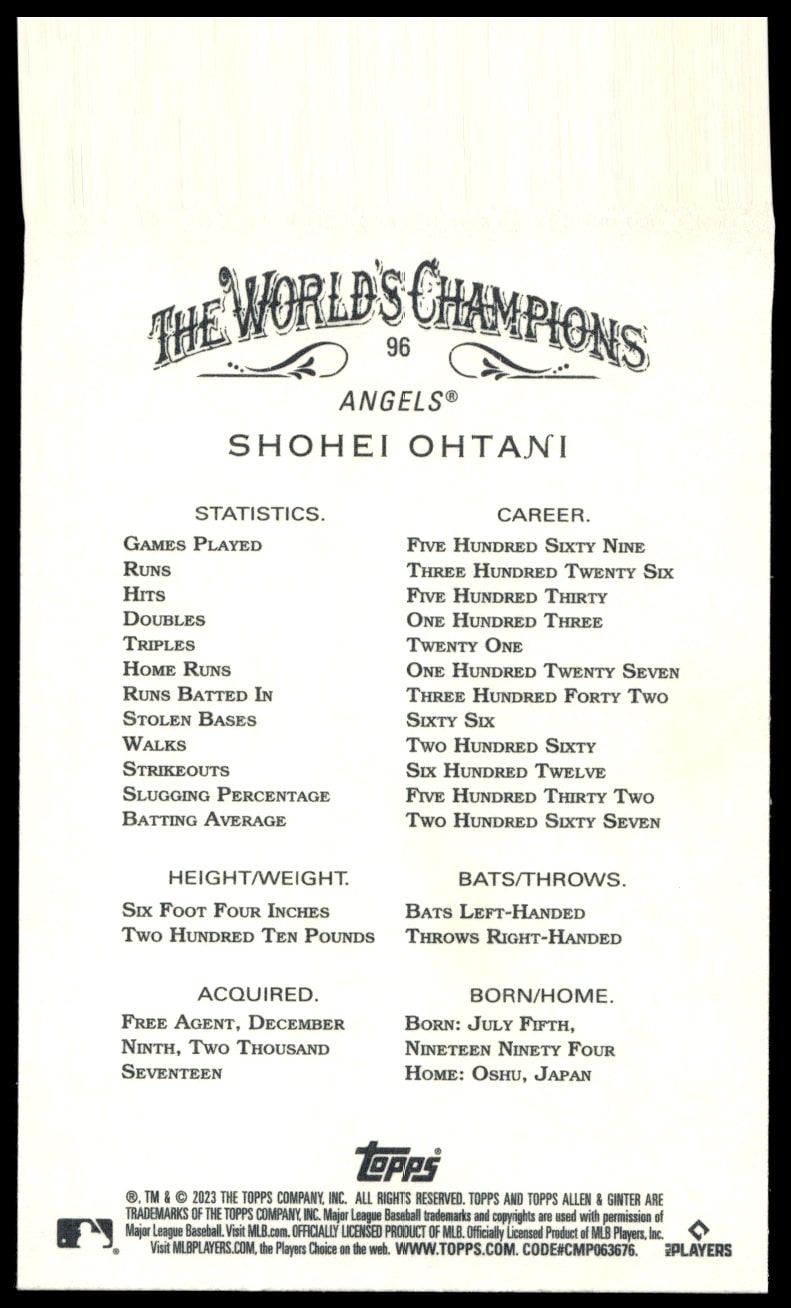 THE WORLD'S CHAMPIONS
96
ANGELS®
SHOHEI OHTANI
STATISTICS. CAREER.
GAMES PLAYED FIVE HUNDRED SIXTY NINE
RUNS THREE HUNDRED TWENTY SIX
HITS FIVE HUNDRED THIRTY
DOUBLES ONE HUNDRED THREE
TRIPLES TWENTY ONE
HOME RUNS ONE HUNDRED TWENTY SEVEN
RUNS BATTED IN THREE HUNDRED FORTY TWO
STOLEN BASES SIXTY SIX
WALKS TWO HUNDRED SIXTY
STRIKEOUTS SIX HUNDRED TWELVE
SLUGGING PERCENTAGE FIVE HUNDRED THIRTY TWO
BATTING AVERAGE TWO HUNDRED SIXTY SEVEN
HEIGHT/WEIGHT. BATS/THROWS.
SIX FOOT FOUR INCHES BATS LEFT-HANDED
TWO HUNDRED TEN POUNDS THROWS RIGHT-HANDED
ACQUIRED. BORN/HOME.
FREE AGENT, DECEMBER BORN: JULY FIFTH,
NINTH, TWO THOUSAND NINETEEN NINETY FOUR
SEVENTEEN HOME: OSHU, JAPAN
Topps®
®, TM & © 2023 THE TOPPS COMPANY, INC. ALL RIGHTS RESERVED. TOPPS AND TOPPS ALLEN & GINTER ARE
TRADEMARKS OF THE TOPPS COMPANY, INC. Major League Baseball trademarks and copyrights are used with permission of
Major League Baseball. Visit MLB.com. OFFICIALLY LICENSED PRODUCT OF MLB. Officially Licensed Product of MLB Players, Inc.
Visit MLBPLAYERS.COM, the Players Choice on the web. WWW.TOPPS.COM. CODE#CMP063676.
MLB PLAYERS